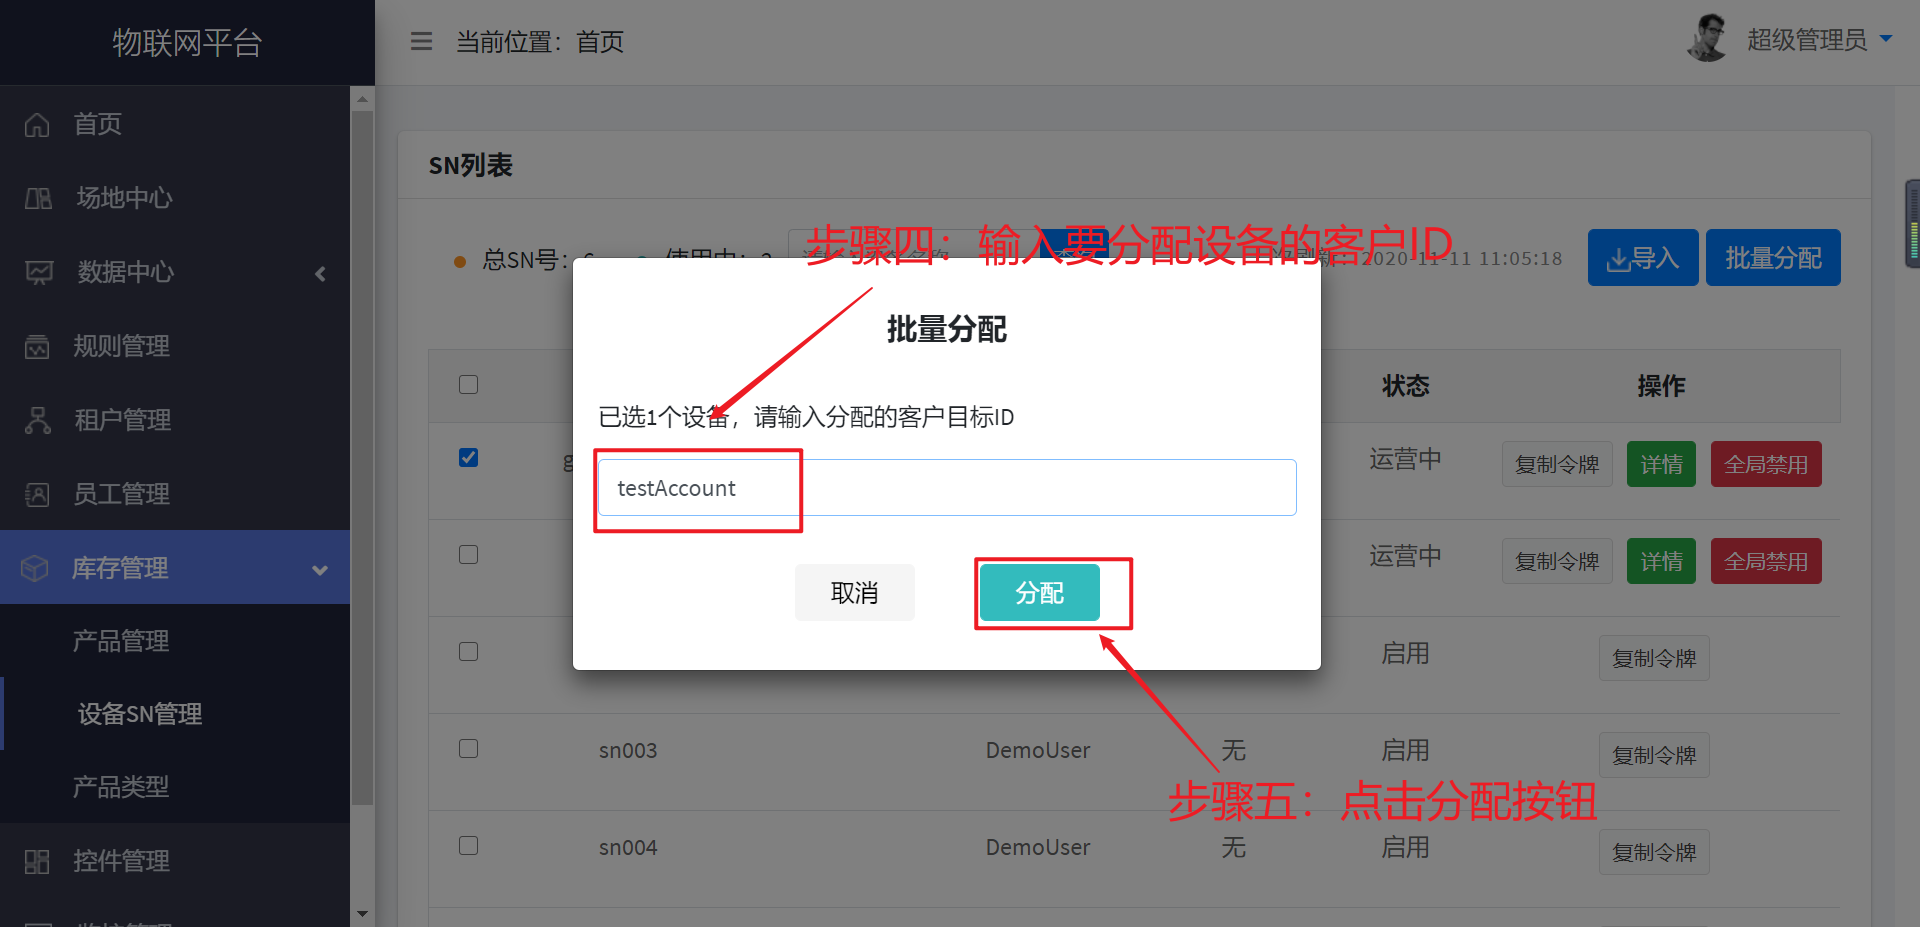 物联网平台
当前位置：首页
超级管理员
首页
场地中心
数据中心
规则管理
租户管理
员工管理
库存管理
产品管理
设备SN管理
产品类型
控件管理
SN列表
总SN号：
使用中：
步骤四：输入要分配设备的客户ID
2020-11-11 11:05:18
导入
批量分配
批量分配
状态
操作
已选1个设备，请输入分配的客户目标ID
testAccount
取消
分配
运营中
复制令牌
详情
全局禁用
运营中
复制令牌
详情
全局禁用
启用
复制令牌
sn003
DemoUser
无
启用
复制令牌
步骤五：点击分配按钮
sn004
DemoUser
无
启用
复制令牌